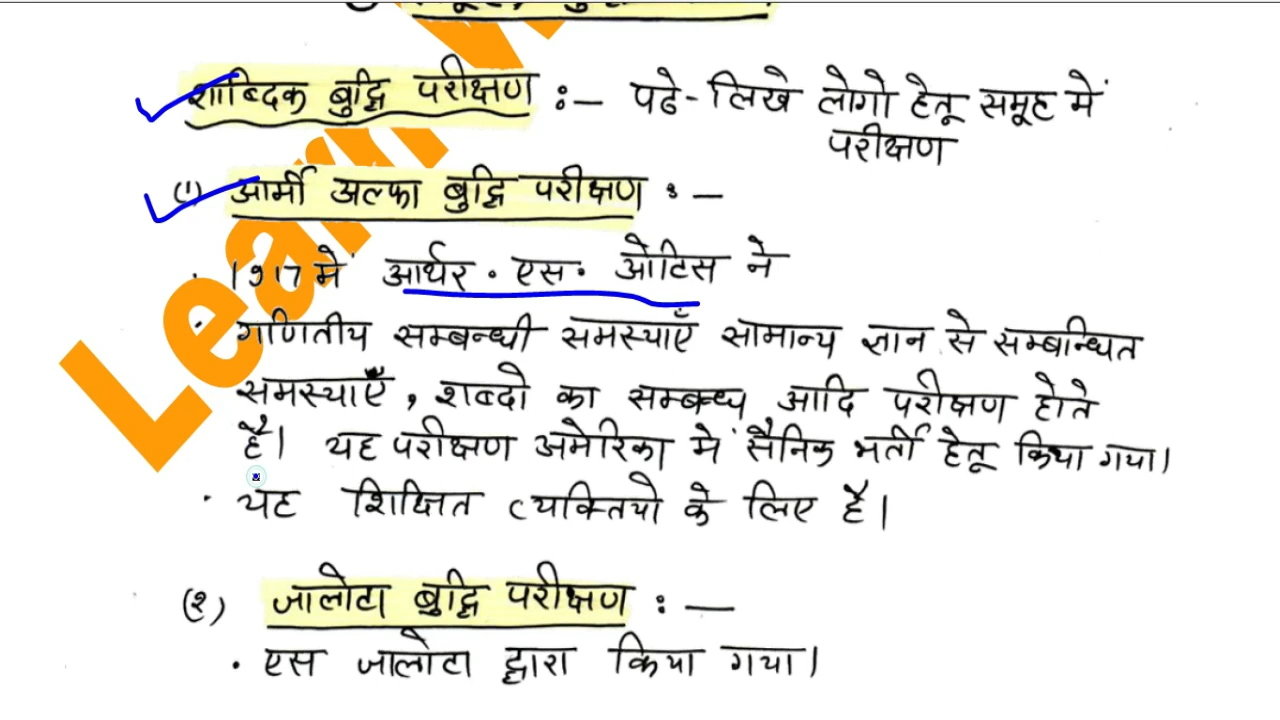 शाब्दिक बुद्धि परीक्षण :— पढे-लिखे लोगो हेतू समूह में
परीक्षण
(1) आर्मी अल्फा बुद्धि परीक्षण :—
· 1917 में आर्थर · एस · ओटिस ने
· गणितीय सम्बन्धी समस्याएँ सामान्य ज्ञान से सम्बन्धित
समस्याएँ, शब्दो का सम्बन्ध आदि परीक्षण होते
है। यह परीक्षण अमेरिका में सैनिक भर्ती हेतू किया गया।
· यह शिक्षित व्यक्तियो के लिए है।
(2) जालोटा बुद्धि परीक्षण :—
· एस जालोटा द्वारा किया गया।